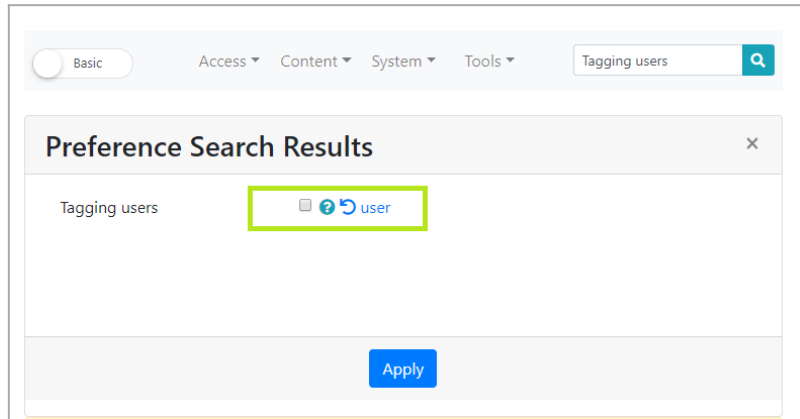 Basic Access Content System Tools Tagging users
Preference Search Results ×
Tagging users ? user
Apply